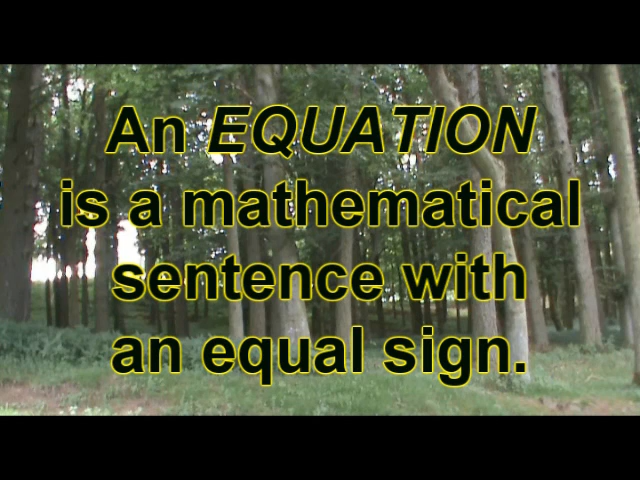 An EQUATION
is a mathematical
sentence with
an equal sign.